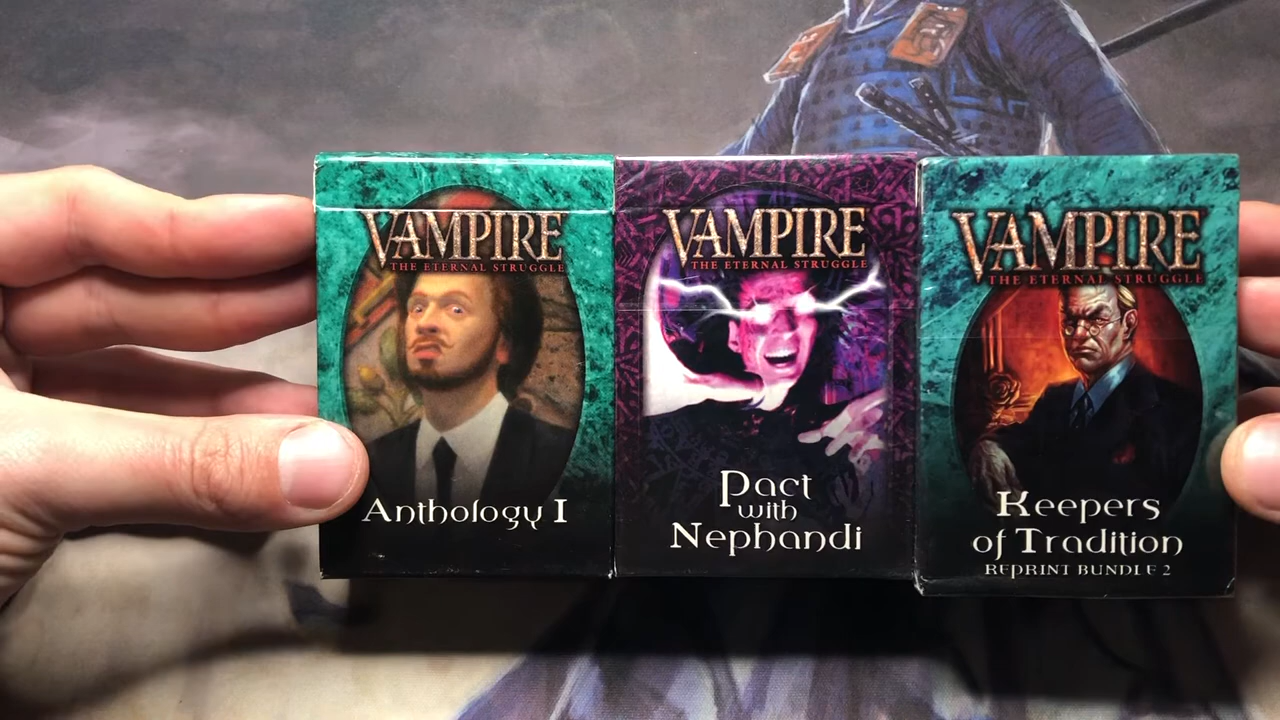 VAMPIRE
THE ETERNAL STRUGGLE
Anthology I
VAMPIRE
THE ETERNAL STRUGGLE
Pact
with
Nephandi
VAMPIRE
THE ETERNAL STRUGGLE
Keepers
of Tradition
REPRINT BUNDLE 2